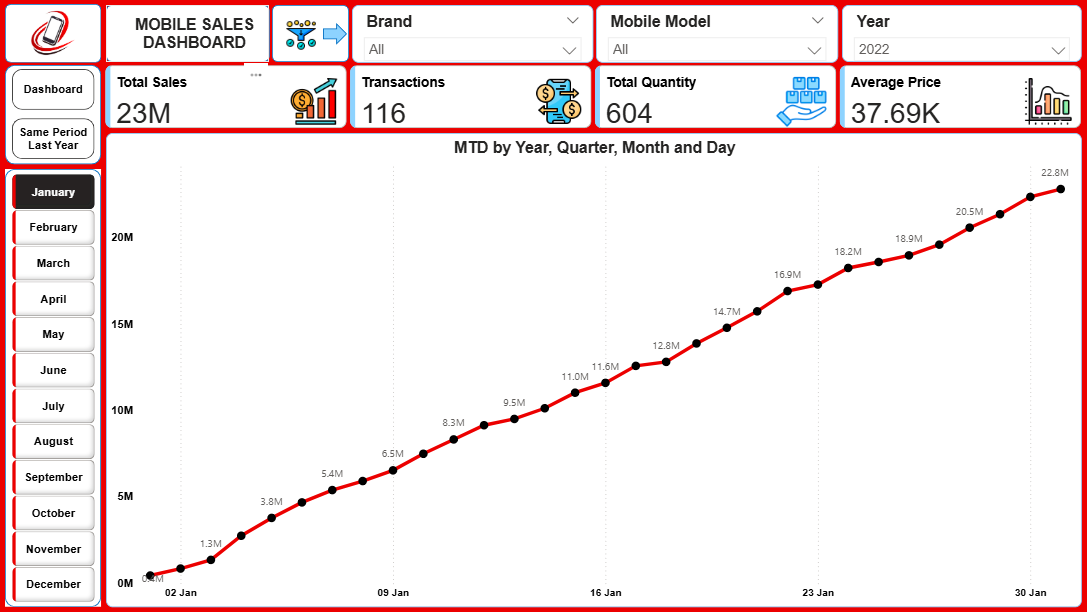 MOBILE SALES
DASHBOARD
Brand
All
Mobile Model
All
Year
2022
Dashboard
Same Period
Last Year
Total Sales
23M
Transactions
116
Total Quantity
604
Average Price
37.69K
January
February
March
April
May
June
July
August
September
October
November
December
MTD by Year, Quarter, Month and Day
20M
15M
10M
5M
0M
1.3M
3.8M
5.4M
6.5M
8.3M
9.5M
11.0M
11.6M
12.8M
14.7M
16.9M
18.2M
18.9M
20.5M
22.8M
02 Jan
09 Jan
16 Jan
23 Jan
30 Jan